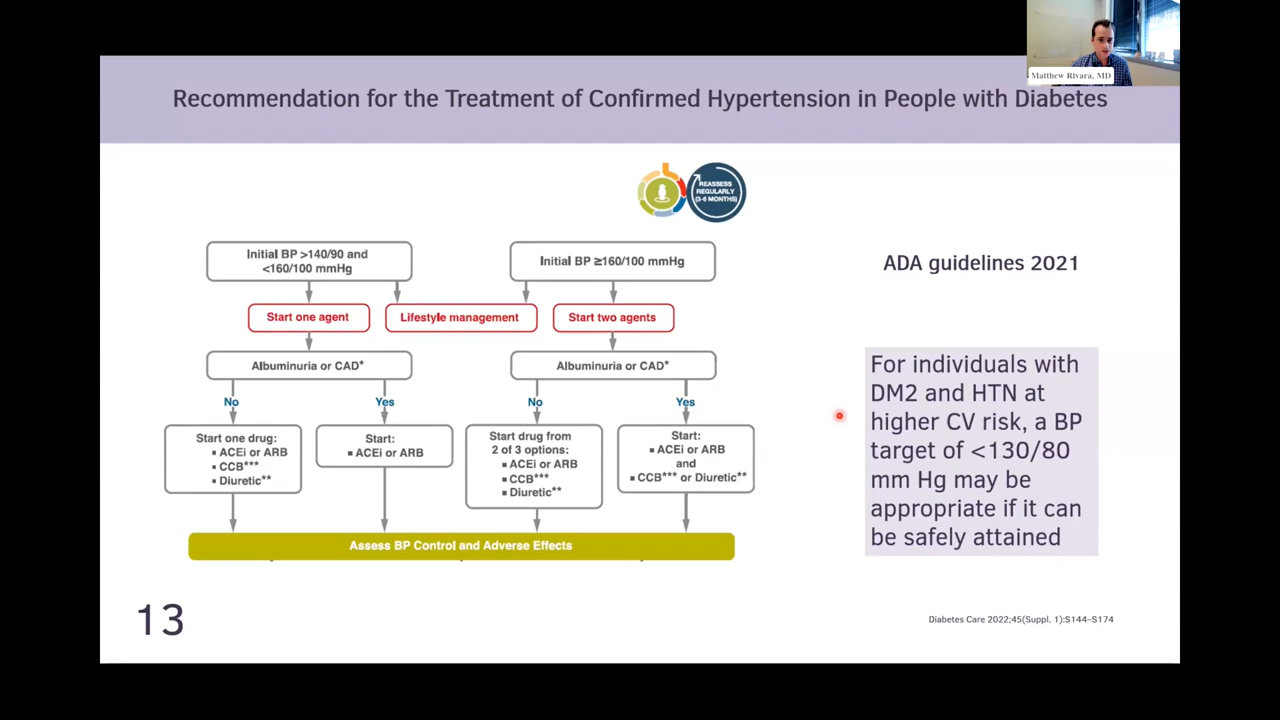 Matthew Rivara, MD
Recommendation for the Treatment of Confirmed Hypertension in People with Diabetes
REASSESS
REGULARLY
(3-6 MONTHS)
Initial BP >140/90 and
<160/100 mmHg
Initial BP ≥160/100 mmHg
Start one agent
Lifestyle management
Start two agents
Albuminuria or CAD*
Albuminuria or CAD*
No
Yes
No
Yes
Start one drug:
▪ ACEi or ARB
▪ CCB***
▪ Diuretic**
Start:
▪ ACEi or ARB
Start drug from
2 of 3 options:
▪ ACEi or ARB
▪ CCB***
▪ Diuretic**
Start:
▪ ACEi or ARB
and
▪ CCB*** or Diuretic**
Assess BP Control and Adverse Effects
ADA guidelines 2021
For individuals with
DM2 and HTN at
higher CV risk, a BP
target of <130/80
mm Hg may be
appropriate if it can
be safely attained
13
Diabetes Care 2022;45(Suppl. 1):S144–S174